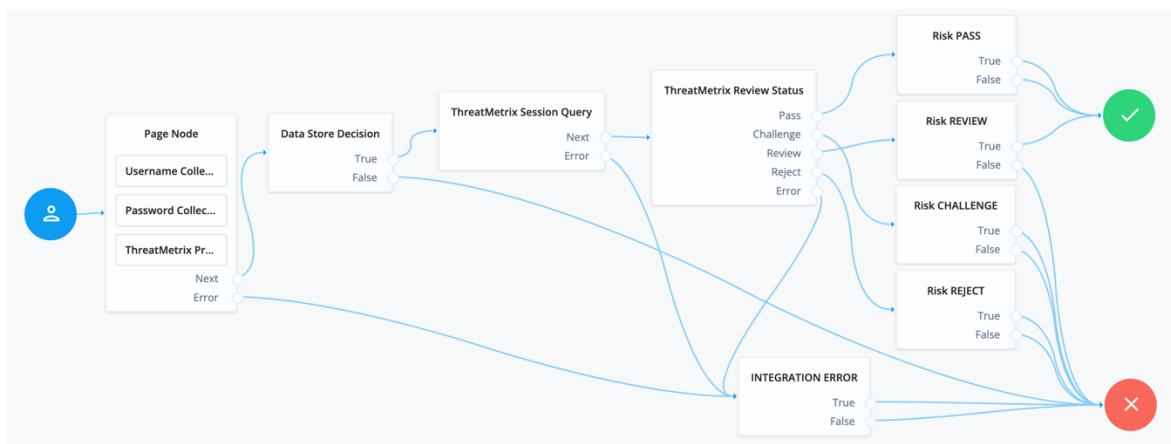 Page Node
Username Colle...
Password Collec...
ThreatMetrix Pr...
Next
Error
Data Store Decision
True
False
ThreatMetrix Session Query
Next
Error
ThreatMetrix Review Status
Pass
Challenge
Review
Reject
Error
Risk PASS
True
False
Risk REVIEW
True
False
Risk CHALLENGE
True
False
Risk REJECT
True
False
INTEGRATION ERROR
True
False